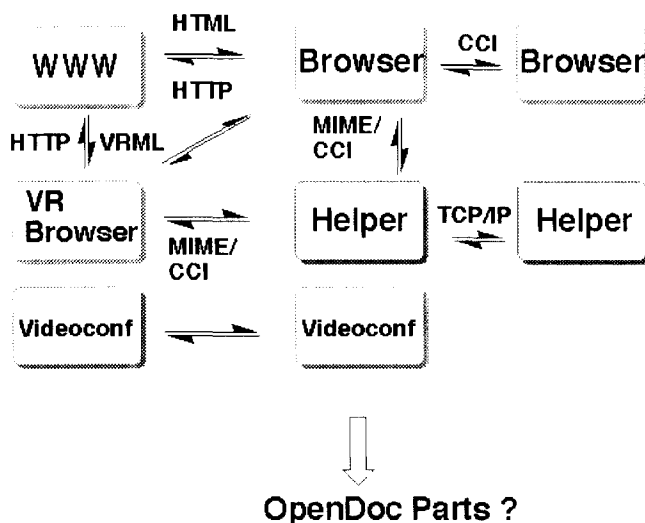 HTML
WWW
Browser
CCI
Browser
HTTP
HTTP
VRML
MIME/
CCI
VR
Browser
Helper
TCP/IP
Helper
MIME/
CCI
Videoconf
Videoconf
OpenDoc Parts ?